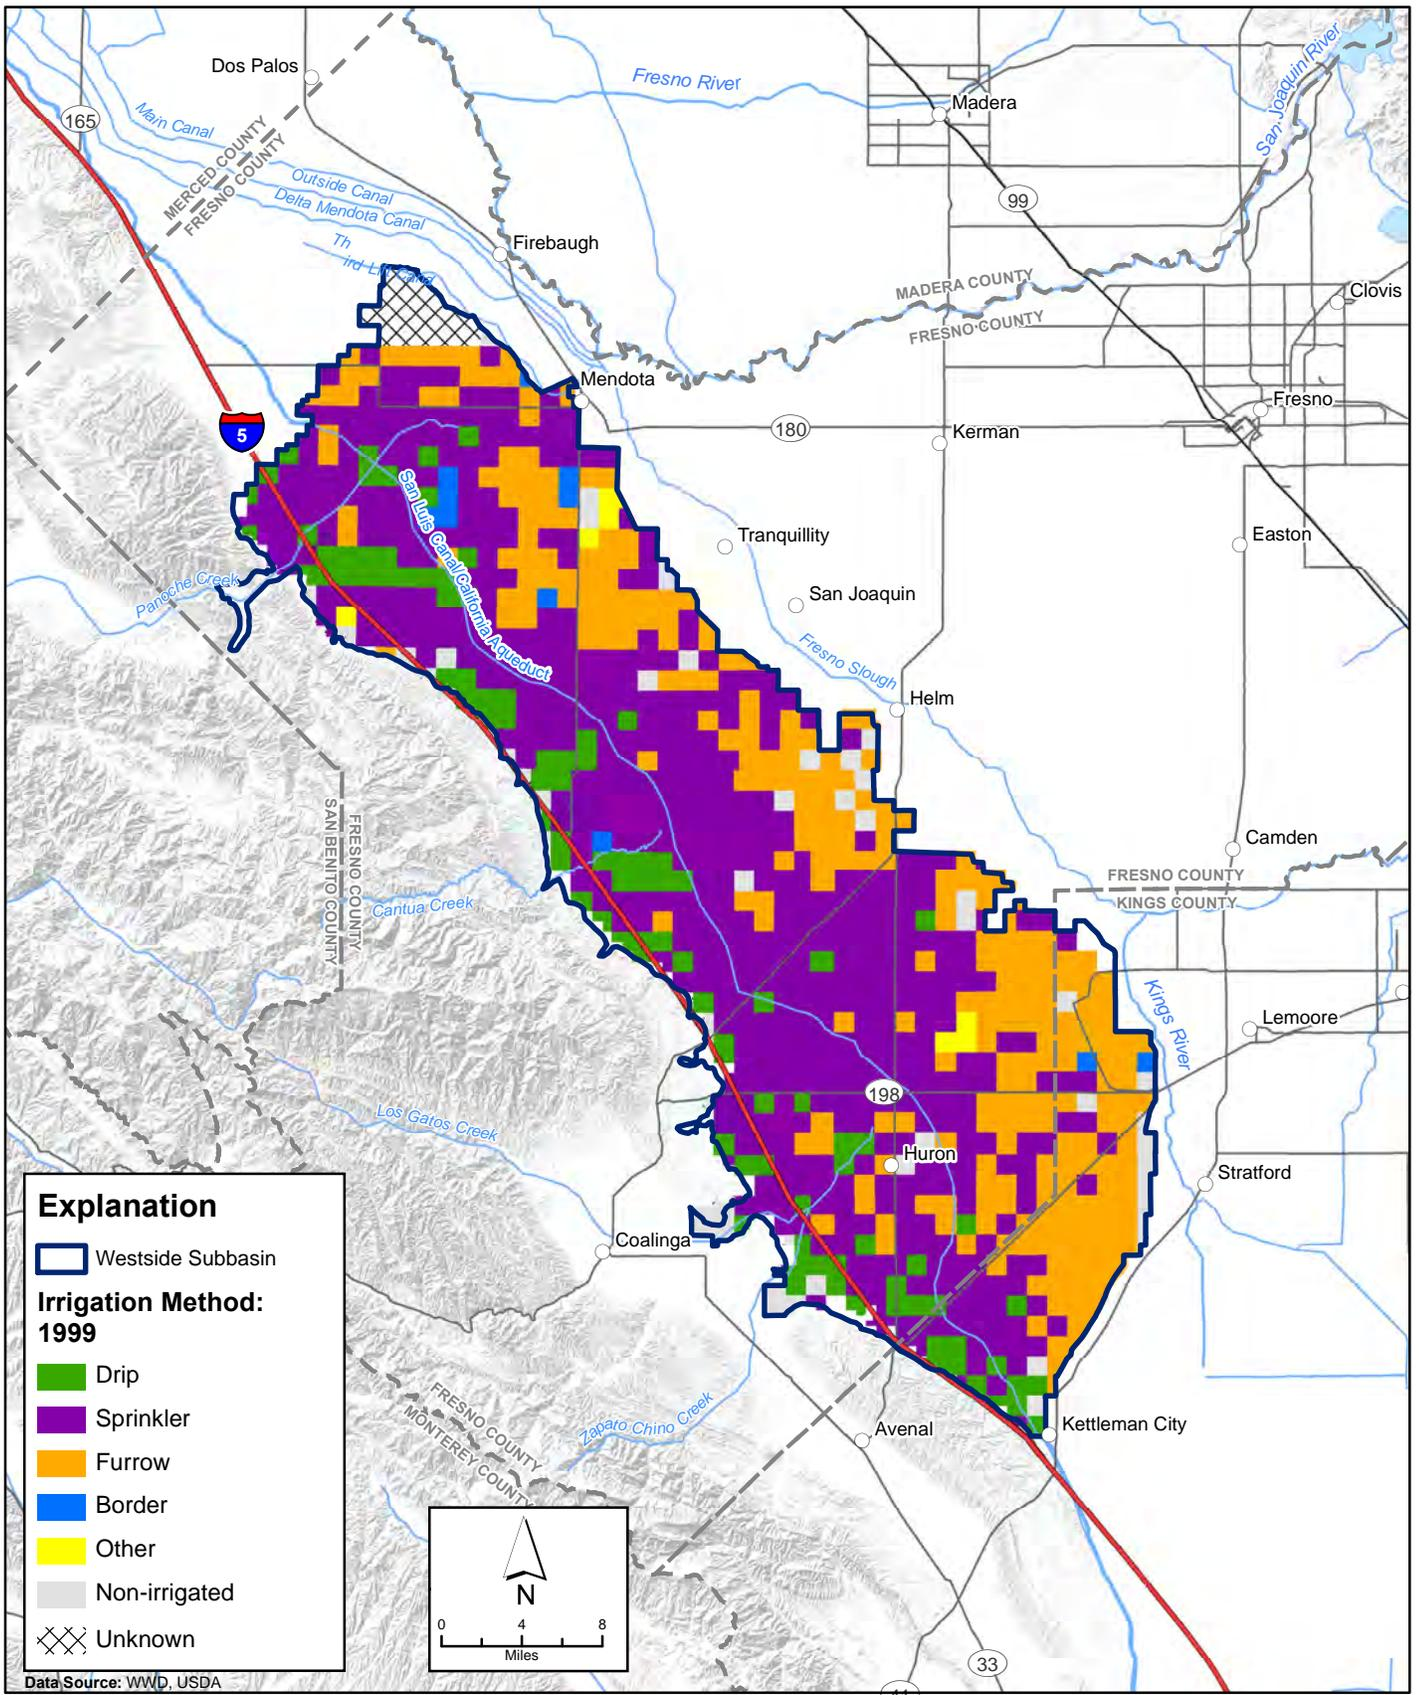 Dos Palos
Fresno River
Madera
San Joaquin River
165
Main Canal
MERCED COUNTY
FRESNO COUNTY
Outside Canal
Delta Mendota Canal
99
Th
ird Lift Canal
Firebaugh
MADERA COUNTY
FRESNO COUNTY
Clovis
Mendota
Fresno
5
180
Kerman
San Luis Canal/California Aqueduct
Tranquillity
Easton
Panoche Creek
San Joaquin
Fresno Slough
Helm
SAN BENITO COUNTY
FRESNO COUNTY
Camden
FRESNO COUNTY
KINGS COUNTY
Cantua Creek
Kings River
Lemoore
198
Los Gatos Creek
Huron
Stratford
Coalinga
Explanation
Westside Subbasin
Irrigation Method:
1999
Drip
Sprinkler
Furrow
Border
Other
Non-irrigated
Unknown
FRESNO COUNTY
MONTEREY COUNTY
Zapato Chino Creek
Avenal
Kettleman City
N
0 4 8
Miles
33
Data Source: WWD, USDA